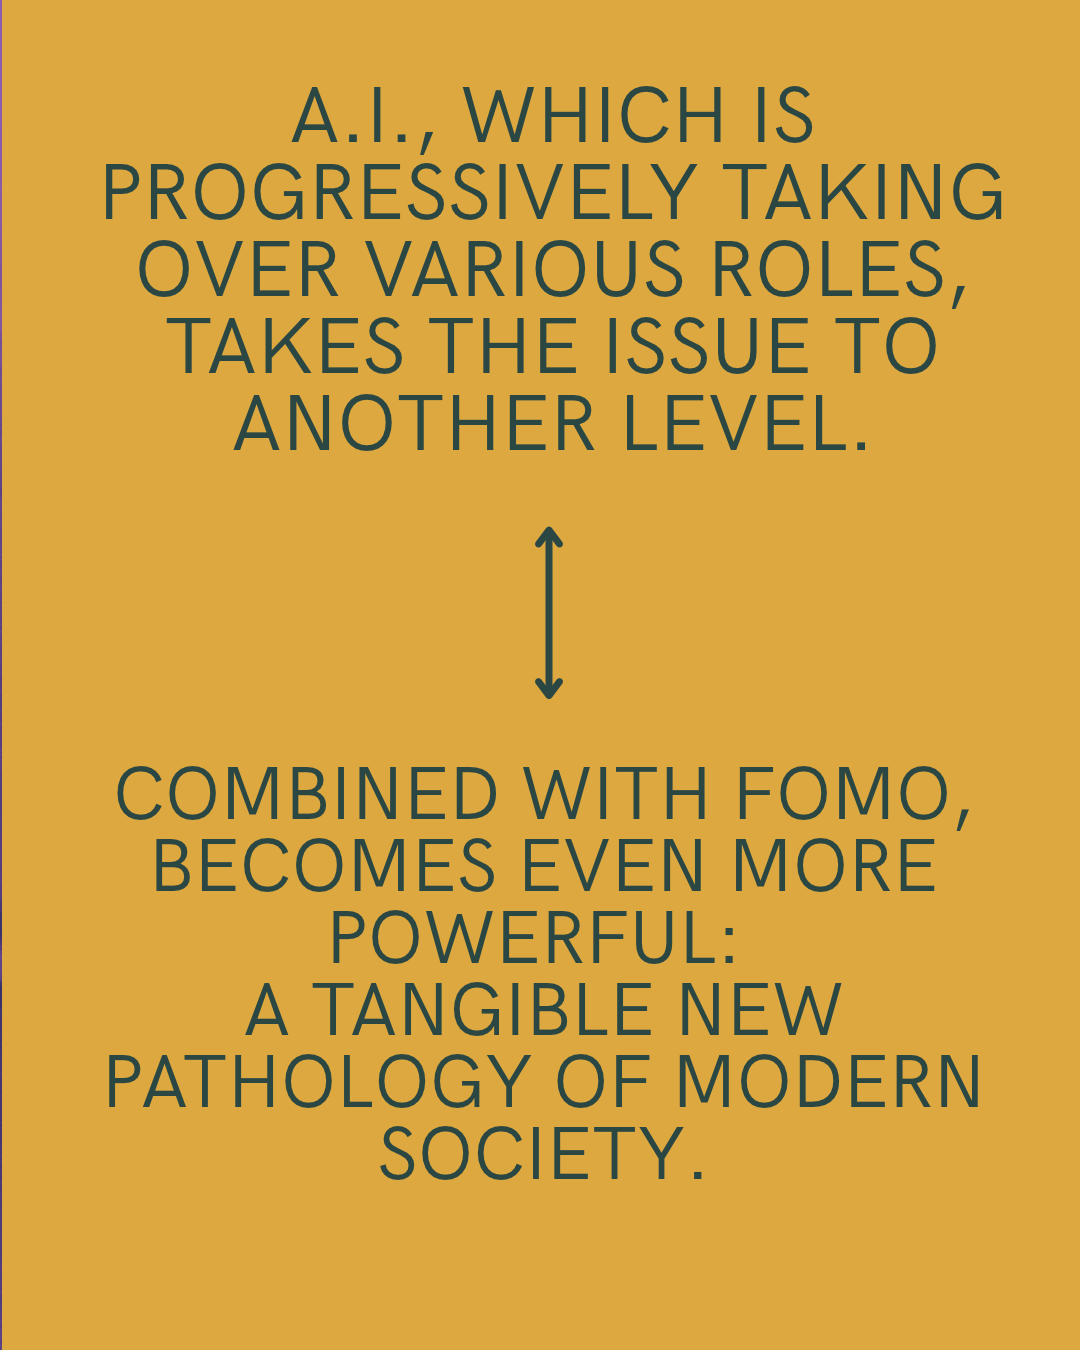 A.I., WHICH IS
PROGRESSIVELY TAKING
OVER VARIOUS ROLES,
TAKES THE ISSUE TO
ANOTHER LEVEL.
COMBINED WITH FOMO,
BECOMES EVEN MORE
POWERFUL:
A TANGIBLE NEW
PATHOLOGY OF MODERN
SOCIETY.